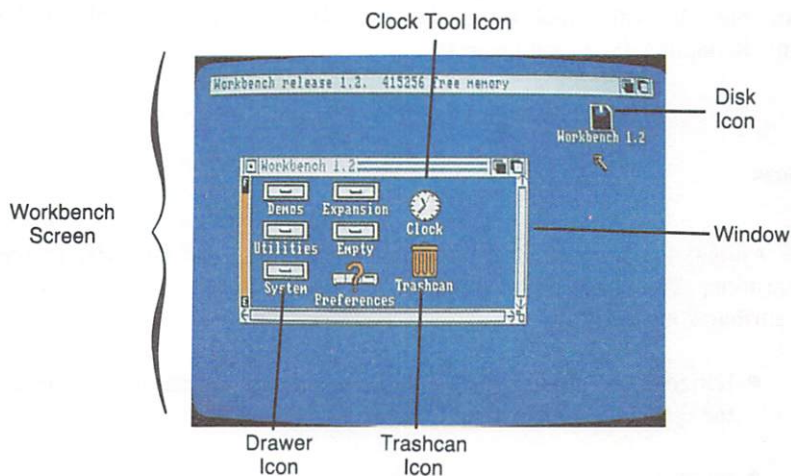 Clock Tool Icon
Workbench release 1.2. 415256 free memory
Disk
Icon
Workbench 1.2
Workbench 1.2
Workbench
Screen
Demos Expansion
Clock
Window
Utilities Empty
System
Preferences
Trashcan
Drawer
Icon
Trashcan
Icon